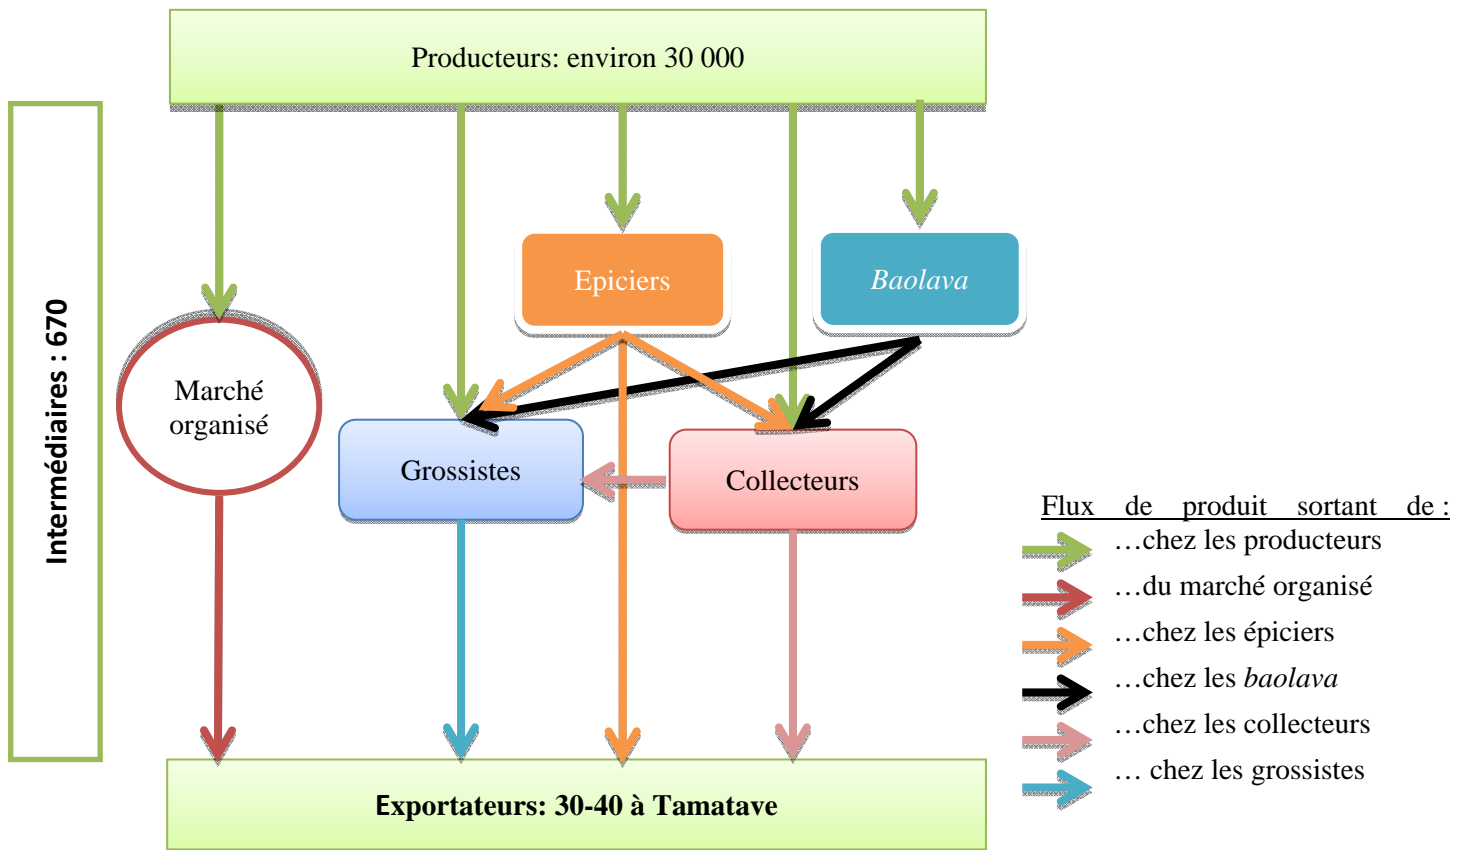 Producteurs: environ 30 000
Intermédiaires : 670
Epiciers
Baolava
Marché
organisé
Grossistes
Collecteurs
Exportateurs: 30-40 à Tamatave
Flux de produit sortant de :
…chez les producteurs
…du marché organisé
…chez les épiciers
…chez les baolava
…chez les collecteurs
… chez les grossistes